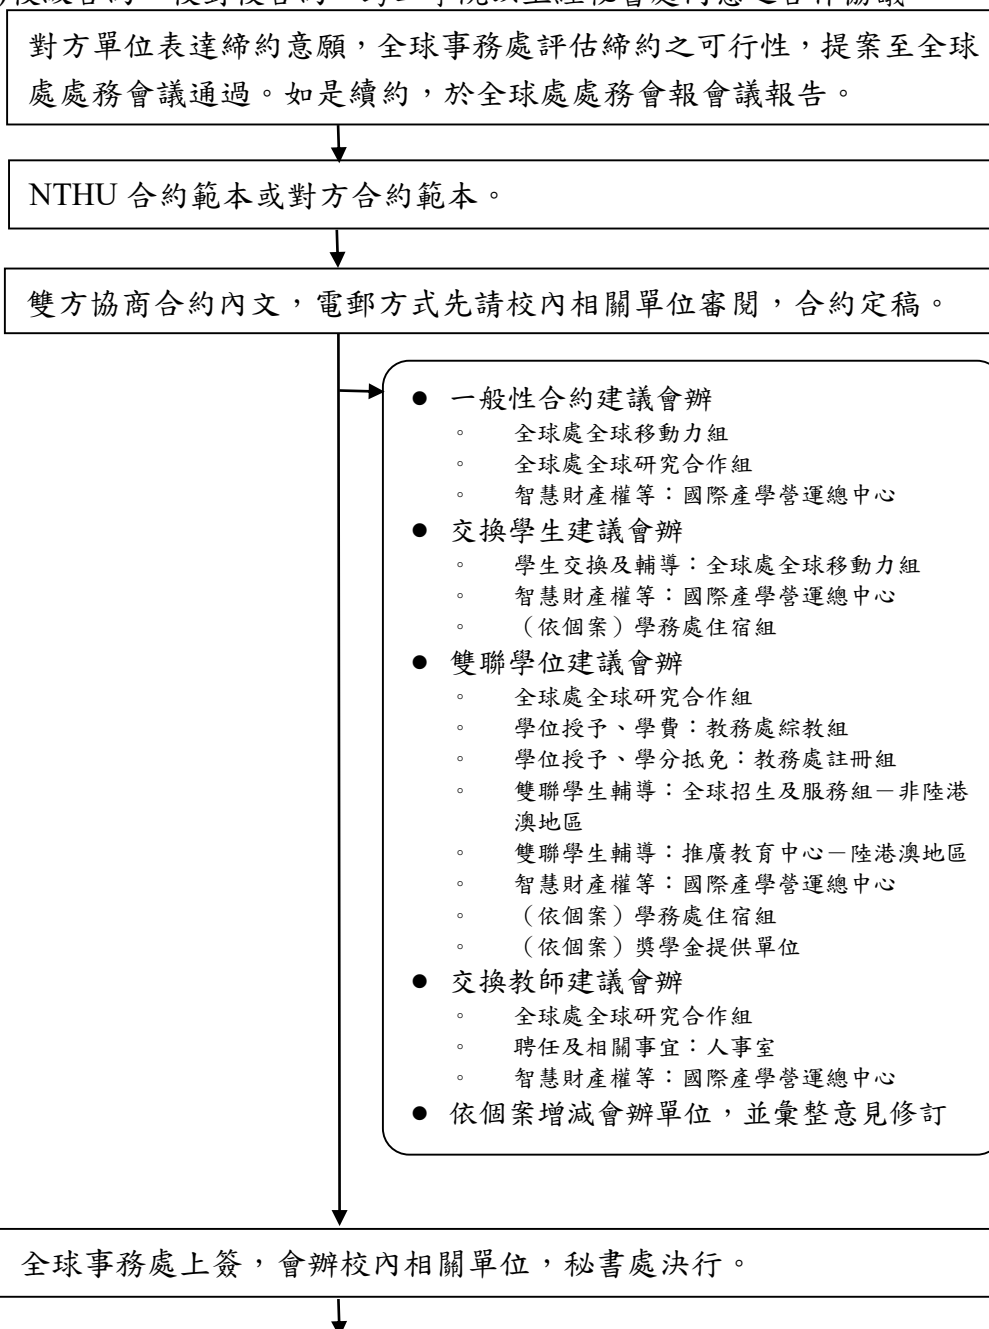 對方單位表達締約意願，全球事務處評估締約之可行性，提案至全球
處處務會議通過。如是續約，於全球處處務會報會議報告。
NTHU 合約範本或對方合約範本。
雙方協商合約內文，電郵方式先請校內相關單位審閱，合約定稿。
● 一般性合約建議會辦
◦ 全球處全球移動力組
◦ 全球處全球研究合作組
◦ 智慧財產權等：國際產學營運總中心
● 交換學生建議會辦
◦ 學生交換及輔導：全球處全球移動力組
◦ 智慧財產權等：國際產學營運總中心
◦ （依個案）學務處住宿組
● 雙聯學位建議會辦
◦ 全球處全球研究合作組
◦ 學位授予、學費：教務處綜教組
◦ 學位授予、學分抵免：教務處註冊組
◦ 雙聯學生輔導：全球招生及服務組－非陸港
澳地區
◦ 雙聯學生輔導：推廣教育中心－陸港澳地區
◦ 智慧財產權等：國際產學營運總中心
◦ （依個案）學務處住宿組
◦ （依個案）獎學金提供單位
● 交換教師建議會辦
◦ 全球處全球研究合作組
◦ 聘任及相關事宜：人事室
◦ 智慧財產權等：國際產學營運總中心
● 依個案增減會辦單位，並彙整意見修訂
全球事務處上簽，會辦校內相關單位，秘書處決行。